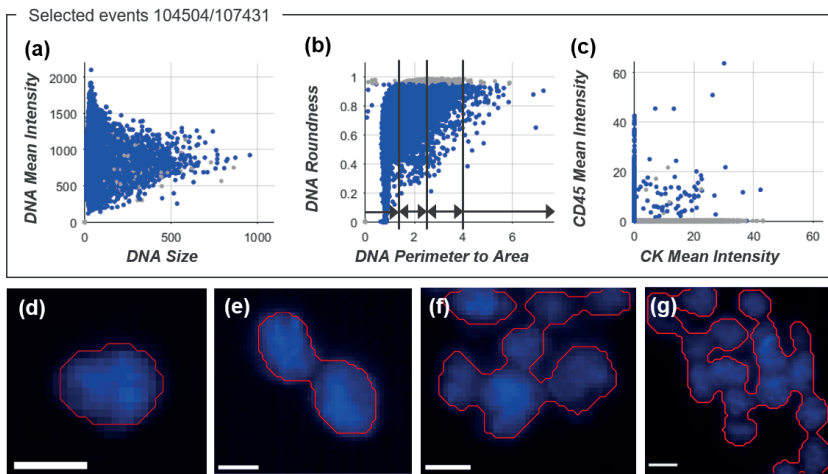 Selected events 104504/107431
(a)
DNA Mean Intensity
2000
1500
1000
500
0
0
500
1000
DNA Size
(b)
DNA Roundness
1
0.8
0.6
0.4
0.2
0
0
2
4
6
DNA Perimeter to Area
(c)
CD45 Mean Intensity
60
40
20
0
0
20
40
60
CK Mean Intensity
(d)
(e)
(f)
(g)